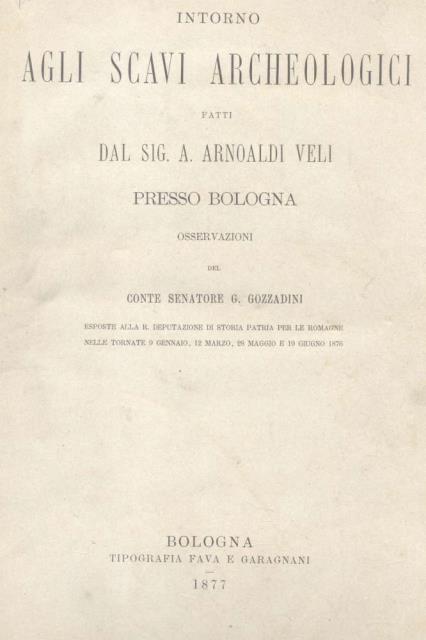 INTORNO
AGLI SCAVI ARCHEOLOGICI
FATTI
DAL SIG. A. ARNOALDI VELI
PRESSO BOLOGNA
OSSERVAZIONI
DEL
CONTE SENATORE G. GOZZADINI
ESPOSTE ALLA R. DEPUTAZIONE DI STORIA PATRIA PER LE ROMAGNE
NELLE TORNATE 9 GENNAIO, 12 MARZO, 28 MAGGIO E 19 GIUGNO 1876
BOLOGNA
TIPOGRAFIA FAVA E GARAGNANI
1877